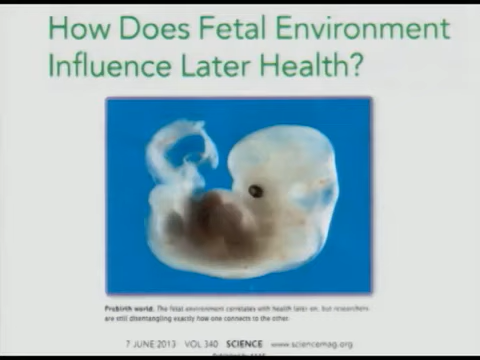 How Does Fetal Environment
Influence Later Health?
Prebirth world. The fetal environment correlates with health later on, but researchers
are still disentangling exactly how one connects to the other.
7 JUNE 2013 VOL 340 SCIENCE www.sciencemag.org